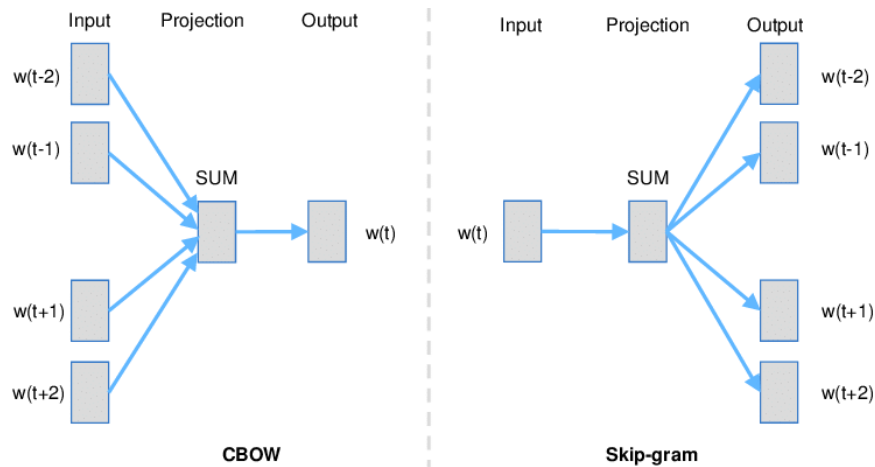 Input Projection Output
w(t-2)
w(t-1)
SUM
w(t)
w(t+1)
w(t+2)
CBOW
Input Projection Output
w(t-2)
w(t-1)
SUM
w(t)
w(t+1)
w(t+2)
Skip-gram